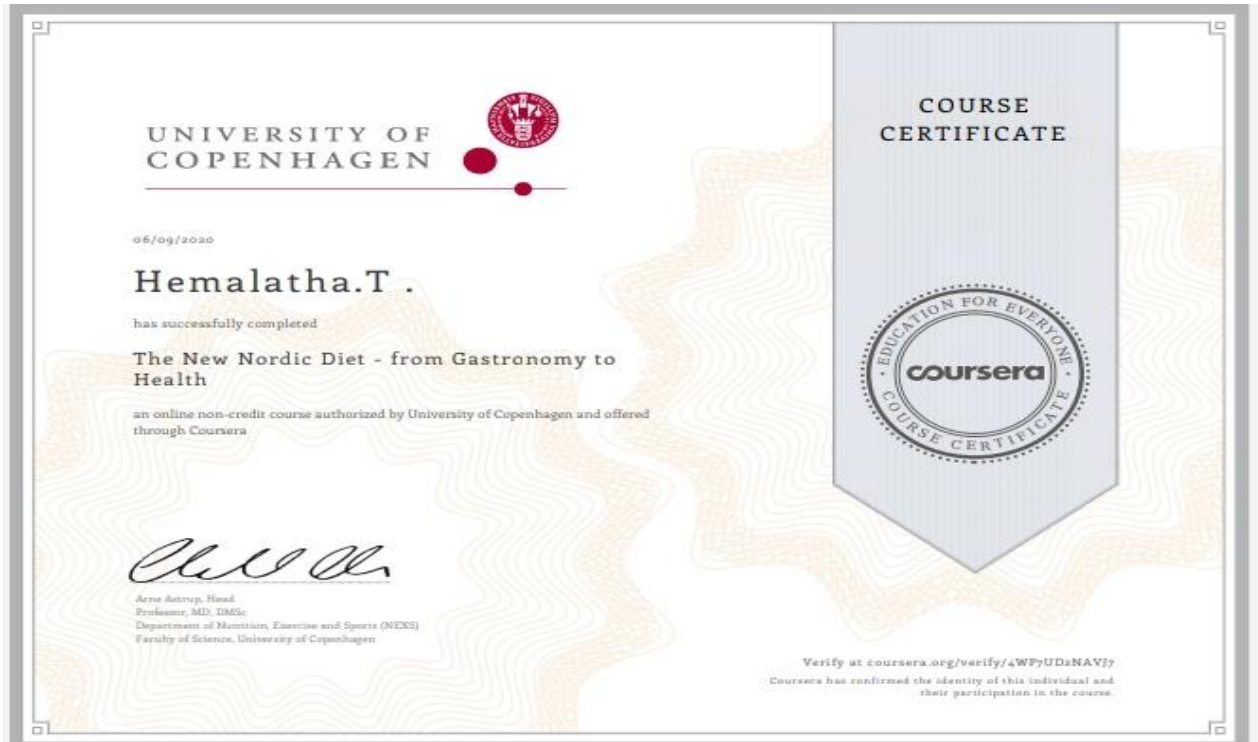 UNIVERSITY OF
COPENHAGEN
06/09/2020
Hemalatha.T .
has successfully completed
The New Nordic Diet - from Gastronomy to
Health
an online non-credit course authorized by University of Copenhagen and offered
through Coursera
Arne Astrup, Head
Professor, MD, DMSc
Department of Nutrition, Exercise and Sports (NEXS)
Faculty of Science, University of Copenhagen
COURSE
CERTIFICATE
EDUCATION FOR EVERYONE
coursera
COURSE CERTIFICATE
Verify at coursera.org/verify/4WP7UD2NAVJ7
Coursera has confirmed the identity of this individual and
their participation in the course.